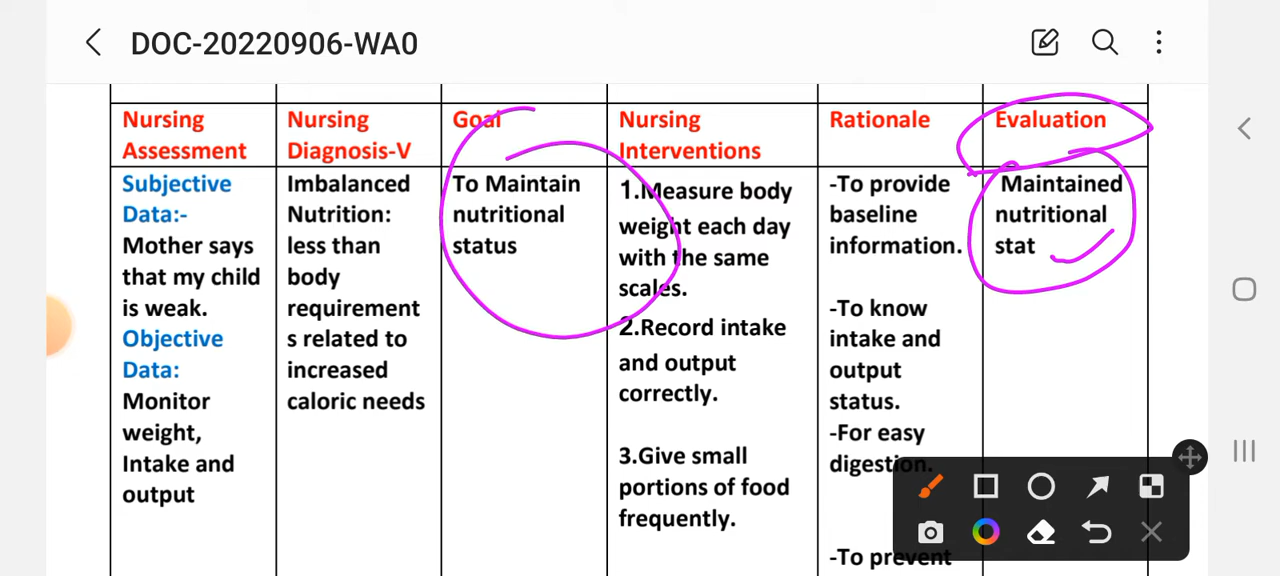 DOC-20220906-WA0
Nursing
Assessment
Nursing
Diagnosis-V
Goal
Nursing
Interventions
Rationale
Evaluation
Subjective
Data:-
Mother says
that my child
is weak.
Objective
Data:
Monitor
weight,
Intake and
output
Imbalanced
Nutrition:
less than
body
requirement
s related to
increased
caloric needs
To Maintain
nutritional
status
1.Measure body
weight each day
with the same
scales.
2.Record intake
and output
correctly.
3.Give small
portions of food
frequently.
-To provide
baseline
information.
-To know
intake and
output
status.
-For easy
digestion.
-To prevent
Maintained
nutritional
stat